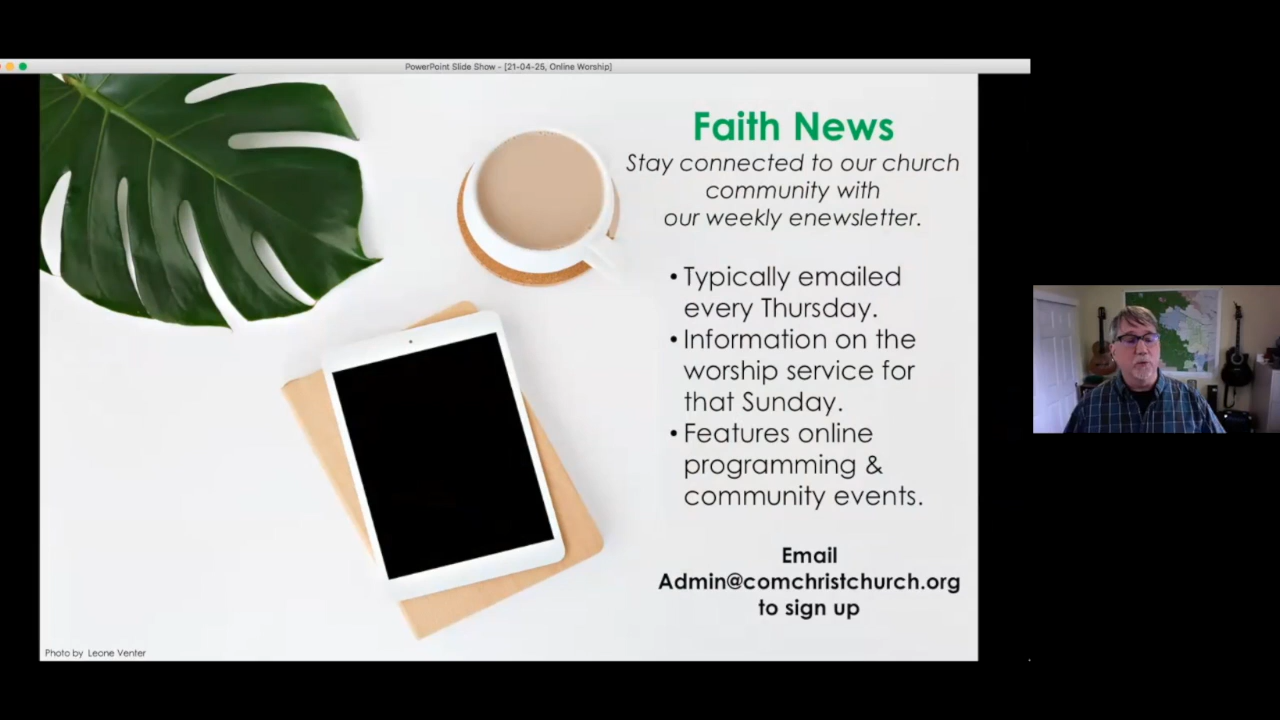 PowerPoint Slide Show - [21-04-25, Online Worship]
Faith News
Stay connected to our church
community with
our weekly enewsletter.
• Typically emailed
every Thursday.
• Information on the
worship service for
that Sunday.
• Features online
programming &
community events.
Email
Admin@comchristchurch.org
to sign up
Photo by Leone Venter